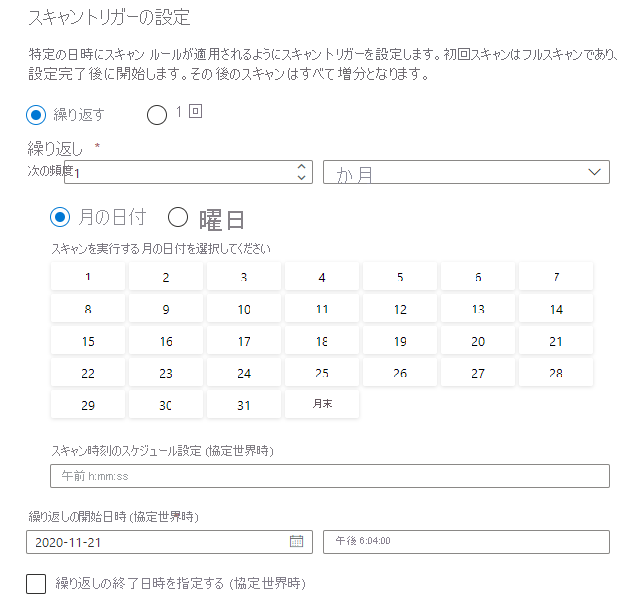 スキャントリガーの設定
特定の日時にスキャン ルールが適用されるようにスキャントリガーを設定します。初回スキャンはフルスキャンであり、
設定完了後に開始します。その後のスキャンはすべて増分となります。
繰り返す 1 回
繰り返し *
次の頻度 1 か月
月の日付 曜日
スキャンを実行する月の日付を選択してください
1 2 3 4 5 6 7
8 9 10 11 12 13 14
15 16 17 18 19 20 21
22 23 24 25 26 27 28
29 30 31 月末
スキャン時刻のスケジュール設定 (協定世界時)
午前 h:mm:ss
繰り返しの開始日時 (協定世界時)
2020-11-21 午後 6:04:00
繰り返しの終了日時を指定する (協定世界時)